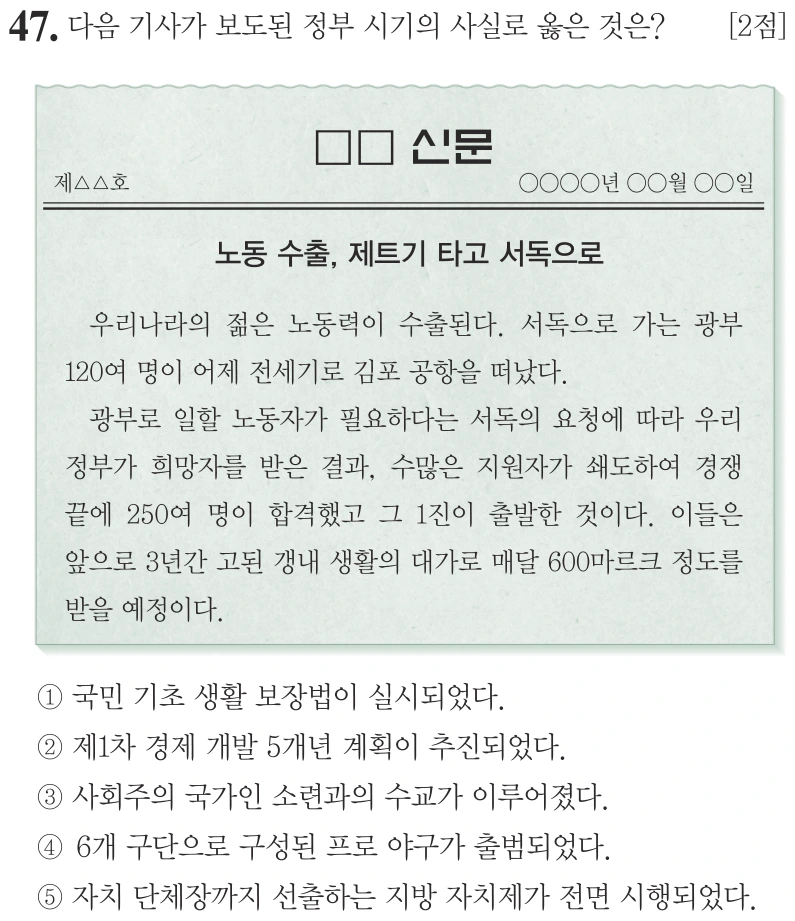 47. 다음 기사가 보도된 정부 시기의 사실로 옳은 것은? [2점]
□□ 신문
제△△호 ○○○○년 ○○월 ○○일
노동 수출, 제트기 타고 서독으로
우리나라의 젊은 노동력이 수출된다. 서독으로 가는 광부
120여 명이 어제 전세기로 김포 공항을 떠났다.
광부로 일할 노동자가 필요하다는 서독의 요청에 따라 우리
정부가 희망자를 받은 결과, 수많은 지원자가 쇄도하여 경쟁
끝에 250여 명이 합격했고 그 1진이 출발한 것이다. 이들은
앞으로 3년간 고된 갱내 생활의 대가로 매달 600마르크 정도를
받을 예정이다.
① 국민 기초 생활 보장법이 실시되었다.
② 제1차 경제 개발 5개년 계획이 추진되었다.
③ 사회주의 국가인 소련과의 수교가 이루어졌다.
④ 6개 구단으로 구성된 프로 야구가 출범되었다.
⑤ 자치 단체장까지 선출하는 지방 자치제가 전면 시행되었다.